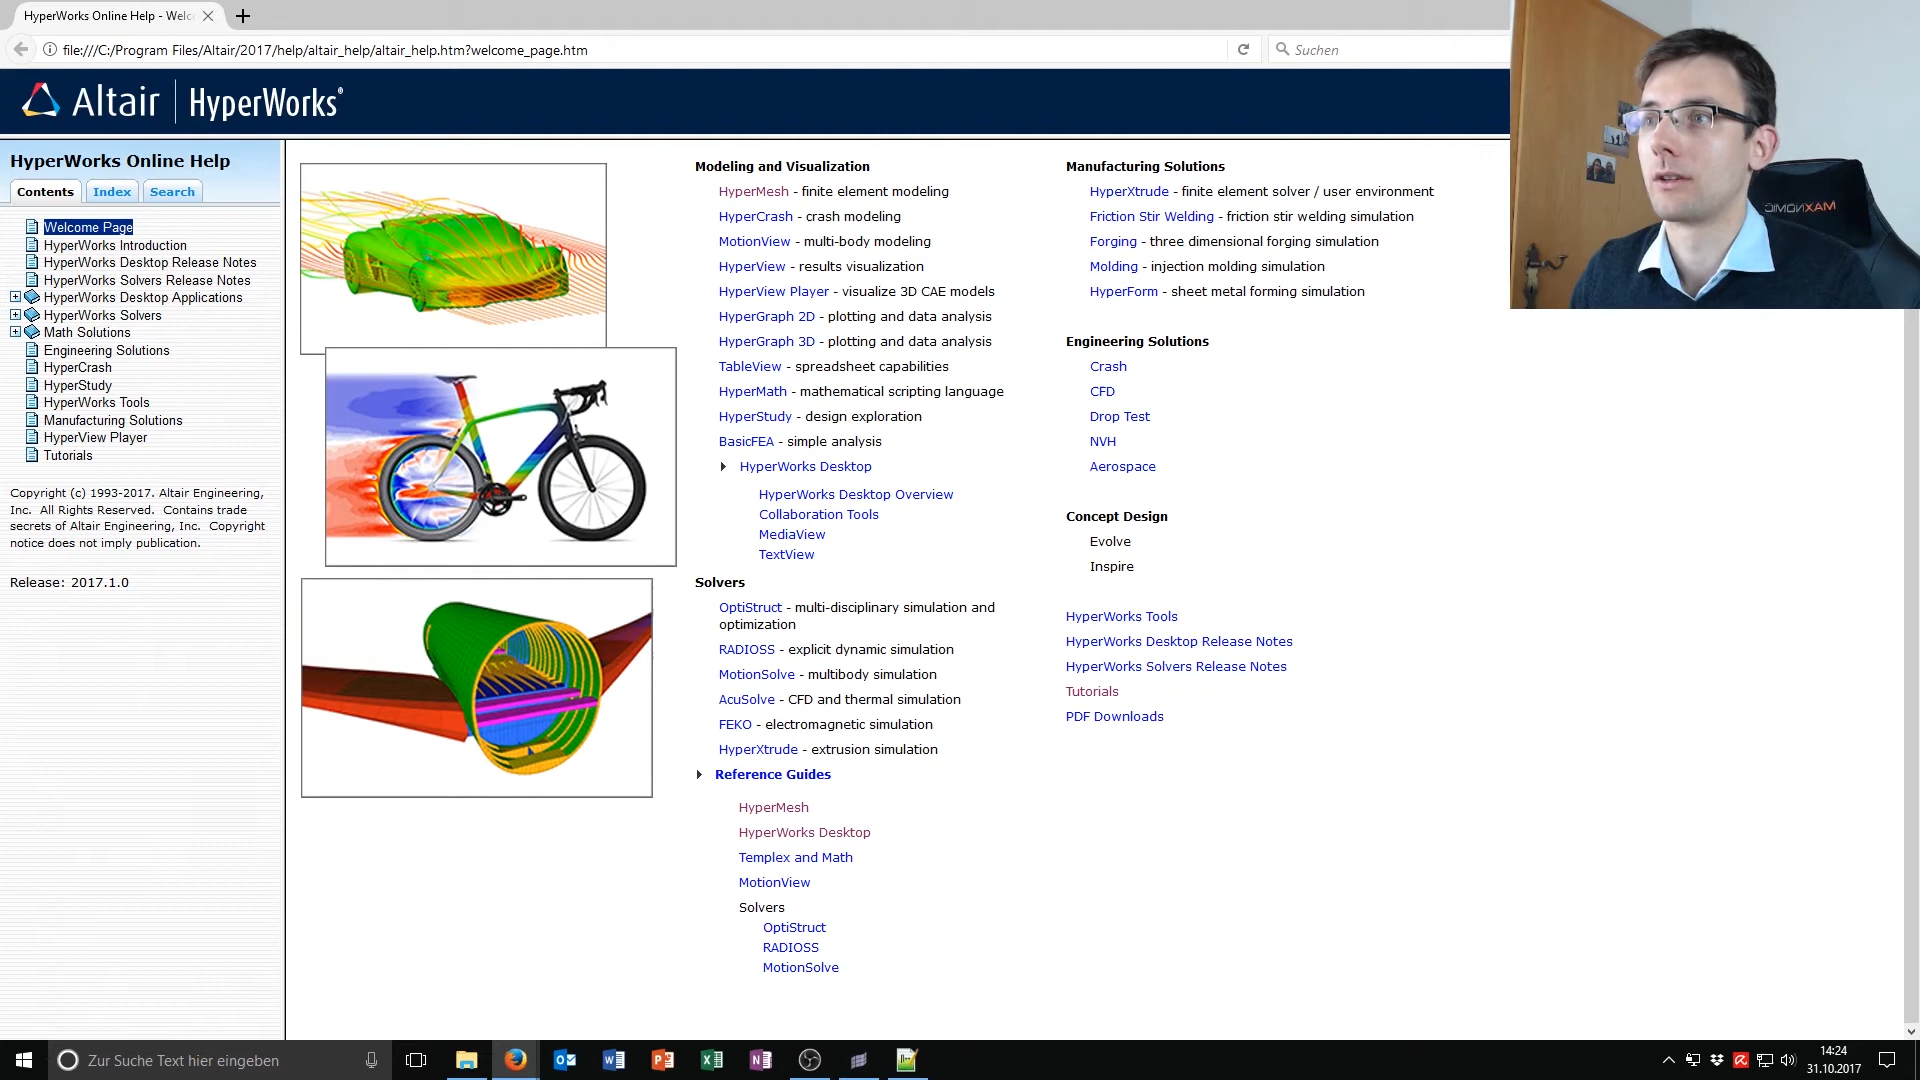 HyperWorks Online Help - Welc
file:///C:/Program Files/Altair/2017/help/altair_help/altair_help.htm?welcome_page.htm
Suchen
Altair | HyperWorks®
HyperWorks Online Help
Contents
Index
Search
Welcome Page
HyperWorks Introduction
HyperWorks Desktop Release Notes
HyperWorks Solvers Release Notes
HyperWorks Desktop Applications
HyperWorks Solvers
Math Solutions
Engineering Solutions
HyperCrash
HyperStudy
HyperWorks Tools
Manufacturing Solutions
HyperView Player
Tutorials
Copyright (c) 1993-2017. Altair Engineering,
Inc. All Rights Reserved. Contains trade
secrets of Altair Engineering, Inc. Copyright
notice does not imply publication.
Release: 2017.1.0
Modeling and Visualization
HyperMesh - finite element modeling
HyperCrash - crash modeling
MotionView - multi-body modeling
HyperView - results visualization
HyperView Player - visualize 3D CAE models
HyperGraph 2D - plotting and data analysis
HyperGraph 3D - plotting and data analysis
TableView - spreadsheet capabilities
HyperMath - mathematical scripting language
HyperStudy - design exploration
BasicFEA - simple analysis
HyperWorks Desktop
HyperWorks Desktop Overview
Collaboration Tools
MediaView
TextView
Solvers
OptiStruct - multi-disciplinary simulation and
optimization
RADIOSS - explicit dynamic simulation
MotionSolve - multibody simulation
AcuSolve - CFD and thermal simulation
FEKO - electromagnetic simulation
HyperXtrude - extrusion simulation
Reference Guides
HyperMesh
HyperWorks Desktop
Templex and Math
MotionView
Solvers
OptiStruct
RADIOSS
MotionSolve
Manufacturing Solutions
HyperXtrude - finite element solver / user environment
Friction Stir Welding - friction stir welding simulation
Forging - three dimensional forging simulation
Molding - injection molding simulation
HyperForm - sheet metal forming simulation
Engineering Solutions
Crash
CFD
Drop Test
NVH
Aerospace
Concept Design
Evolve
Inspire
HyperWorks Tools
HyperWorks Desktop Release Notes
HyperWorks Solvers Release Notes
Tutorials
PDF Downloads
MAXNOMIC
Zur Suche Text hier eingeben
14:24
31.10.2017